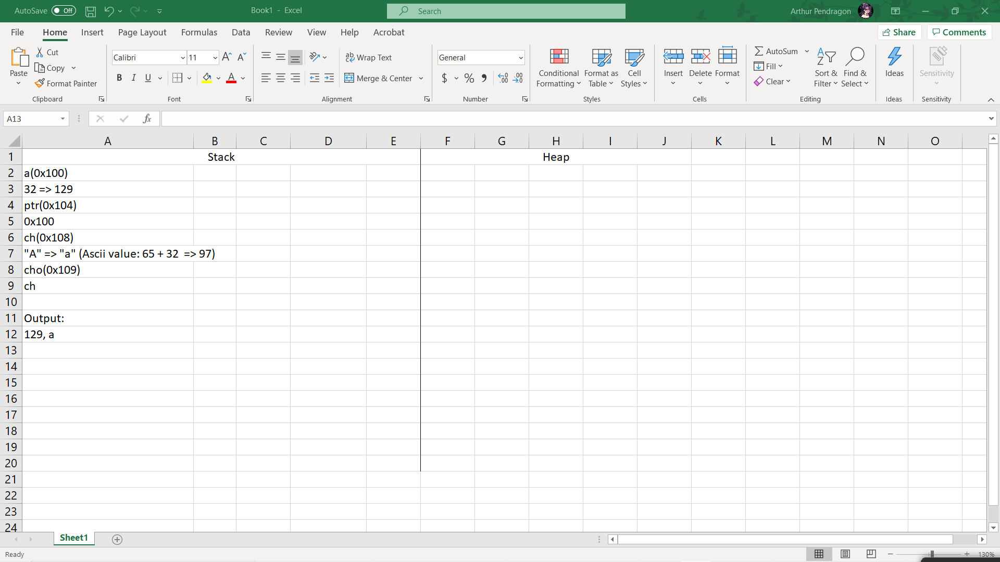 AutoSave Off Book1 - Excel Search Arthur Pendragon
File Home Insert Page Layout Formulas Data Review View Help Acrobat Share Comments
Paste Cut Copy Format Painter Clipboard
Calibri 11 B I U A Font
Wrap Text Merge & Center Alignment
General $ % Number
Conditional Formatting Format as Table Cell Styles Styles
Insert Delete Format Cells
AutoSum Fill Clear Sort & Filter Find & Select Editing
Ideas Ideas
Sensitivity Sensitivity
A13 fx
A B C D E F G H I J K L M N O
1 Stack Heap
2 a(0x100)
3 32 => 129
4 ptr(0x104)
5 0x100
6 ch(0x108)
7 "A" => "a" (Ascii value: 65 + 32 => 97)
8 cho(0x109)
9 ch
10
11 Output:
12 129, a
13
14
15
16
17
18
19
20
21
22
23
24
Sheet1
Ready 130%